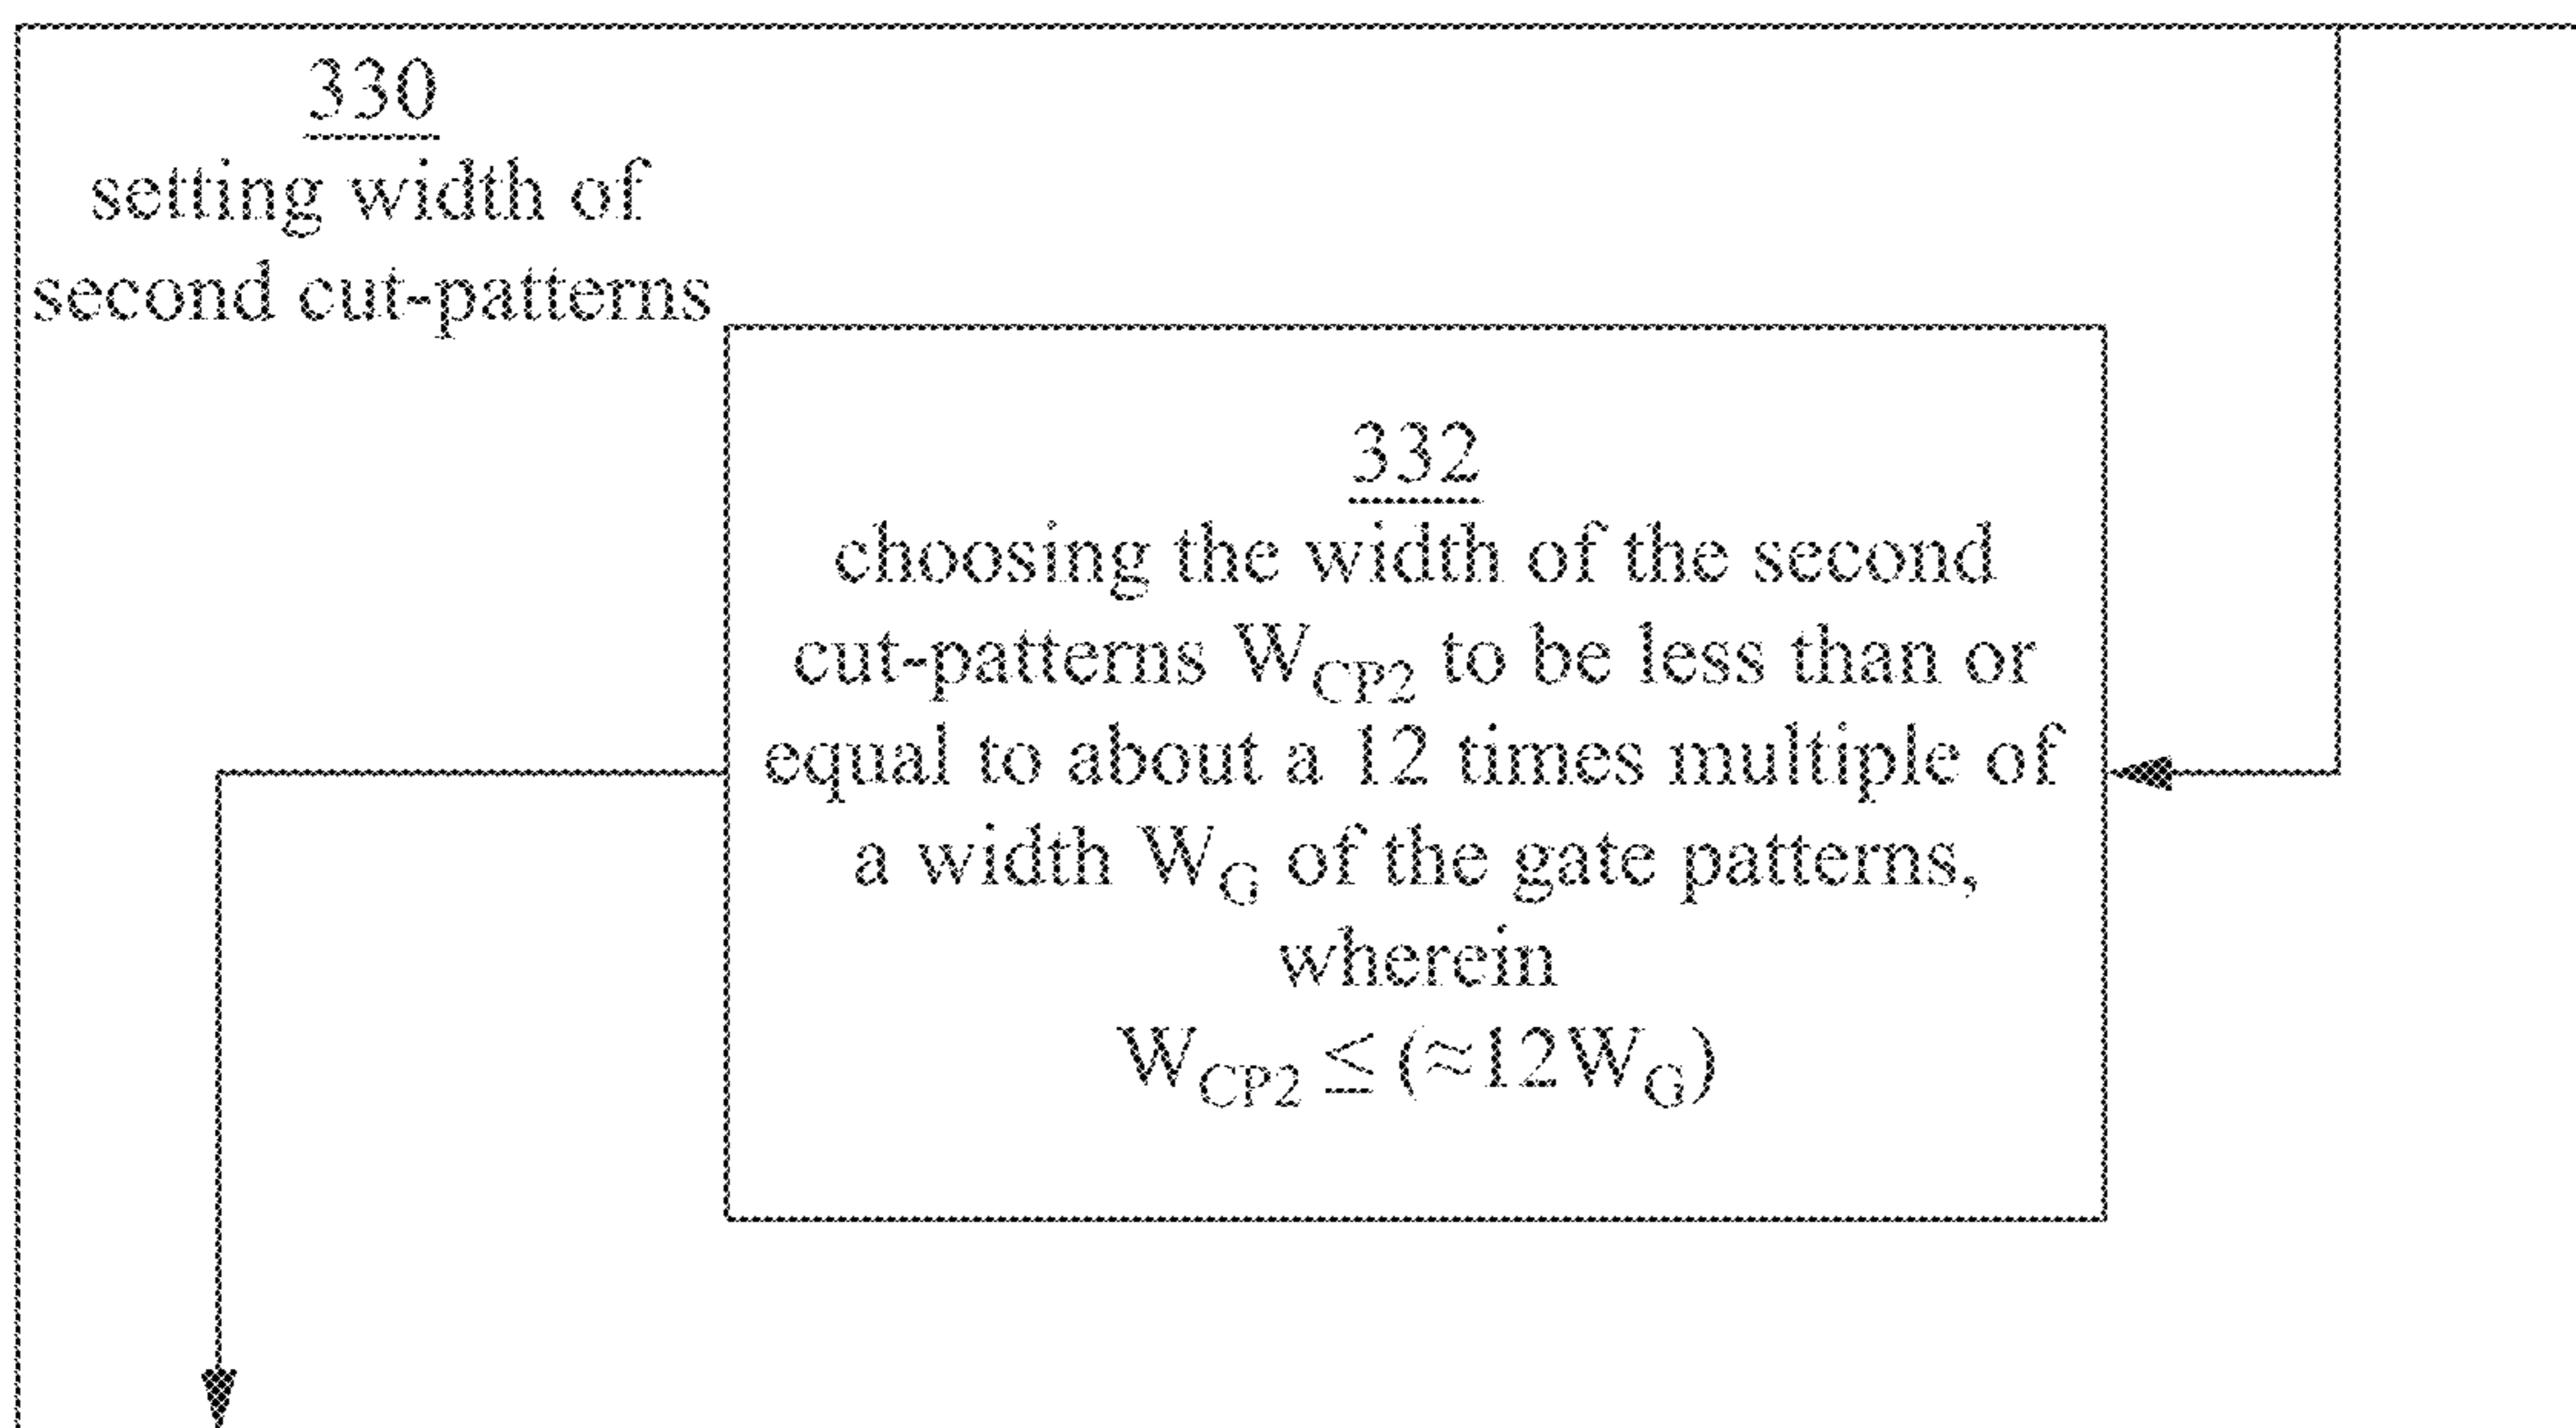 330
setting width of
second cut-patterns
332
choosing the width of the second
cut-patterns W_CP2 to be less than or
equal to about a 12 times multiple of
a width W_G of the gate patterns,
wherein
W_CP2 ≤ (≈12W_G)